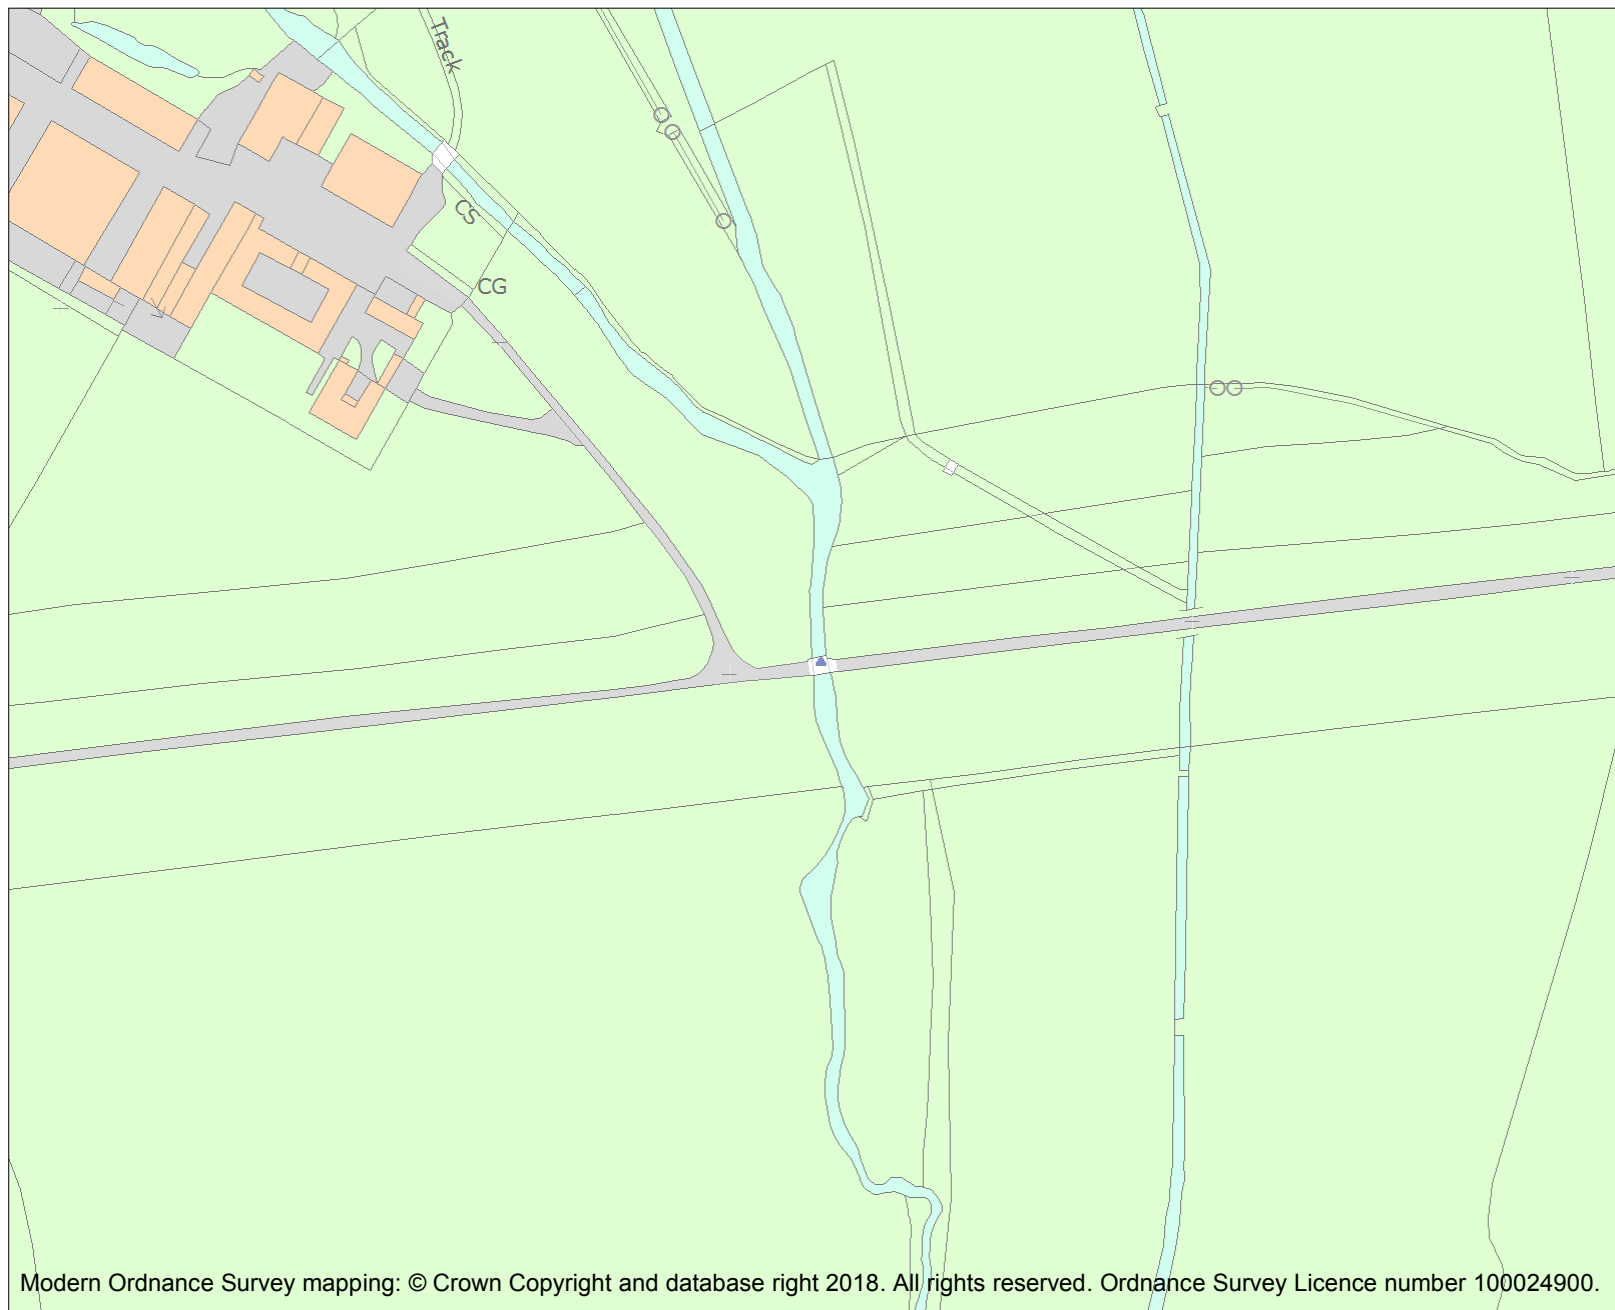 Track
CS
CG
Modern Ordnance Survey mapping: © Crown Copyright and database right 2018. All rights reserved. Ordnance Survey Licence number 100024900.